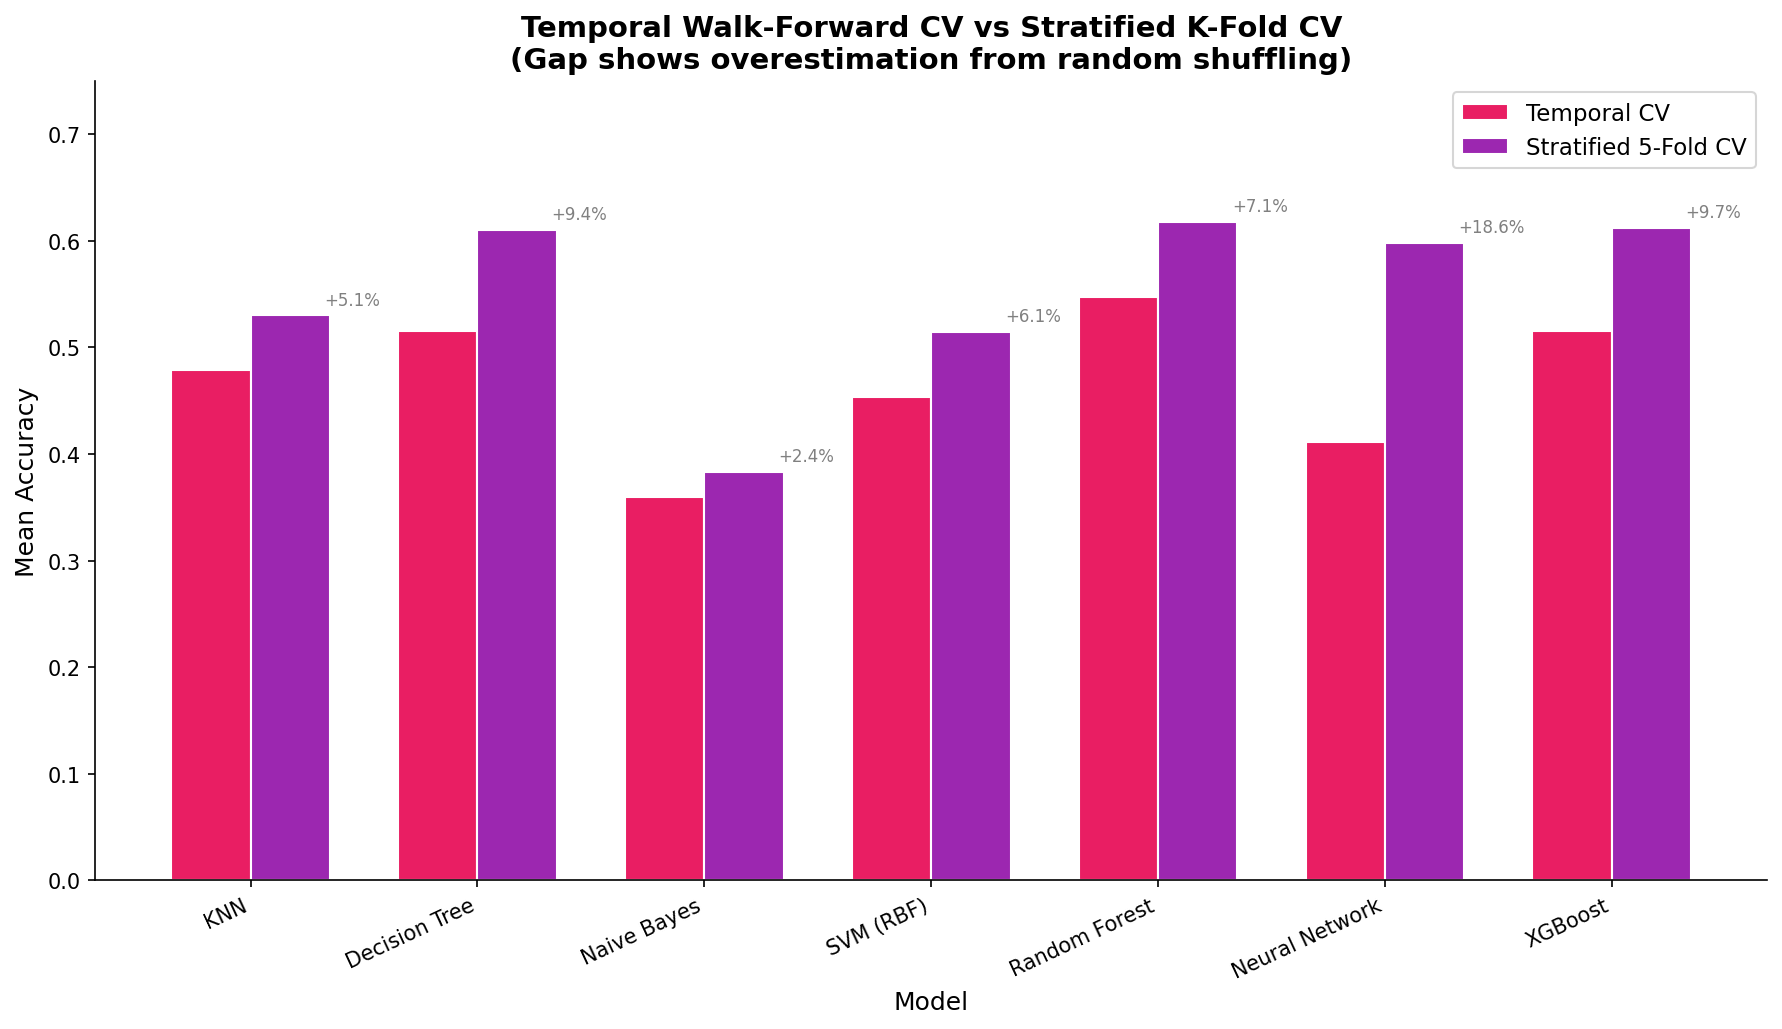 Temporal Walk-Forward CV vs Stratified K-Fold CV
(Gap shows overestimation from random shuffling)
Temporal CV
Stratified 5-Fold CV
Mean Accuracy
0.7
0.6
0.5
0.4
0.3
0.2
0.1
0.0
+5.1%
+9.4%
+2.4%
+6.1%
+7.1%
+18.6%
+9.7%
KNN
Decision Tree
Naive Bayes
SVM (RBF)
Random Forest
Neural Network
XGBoost
Model